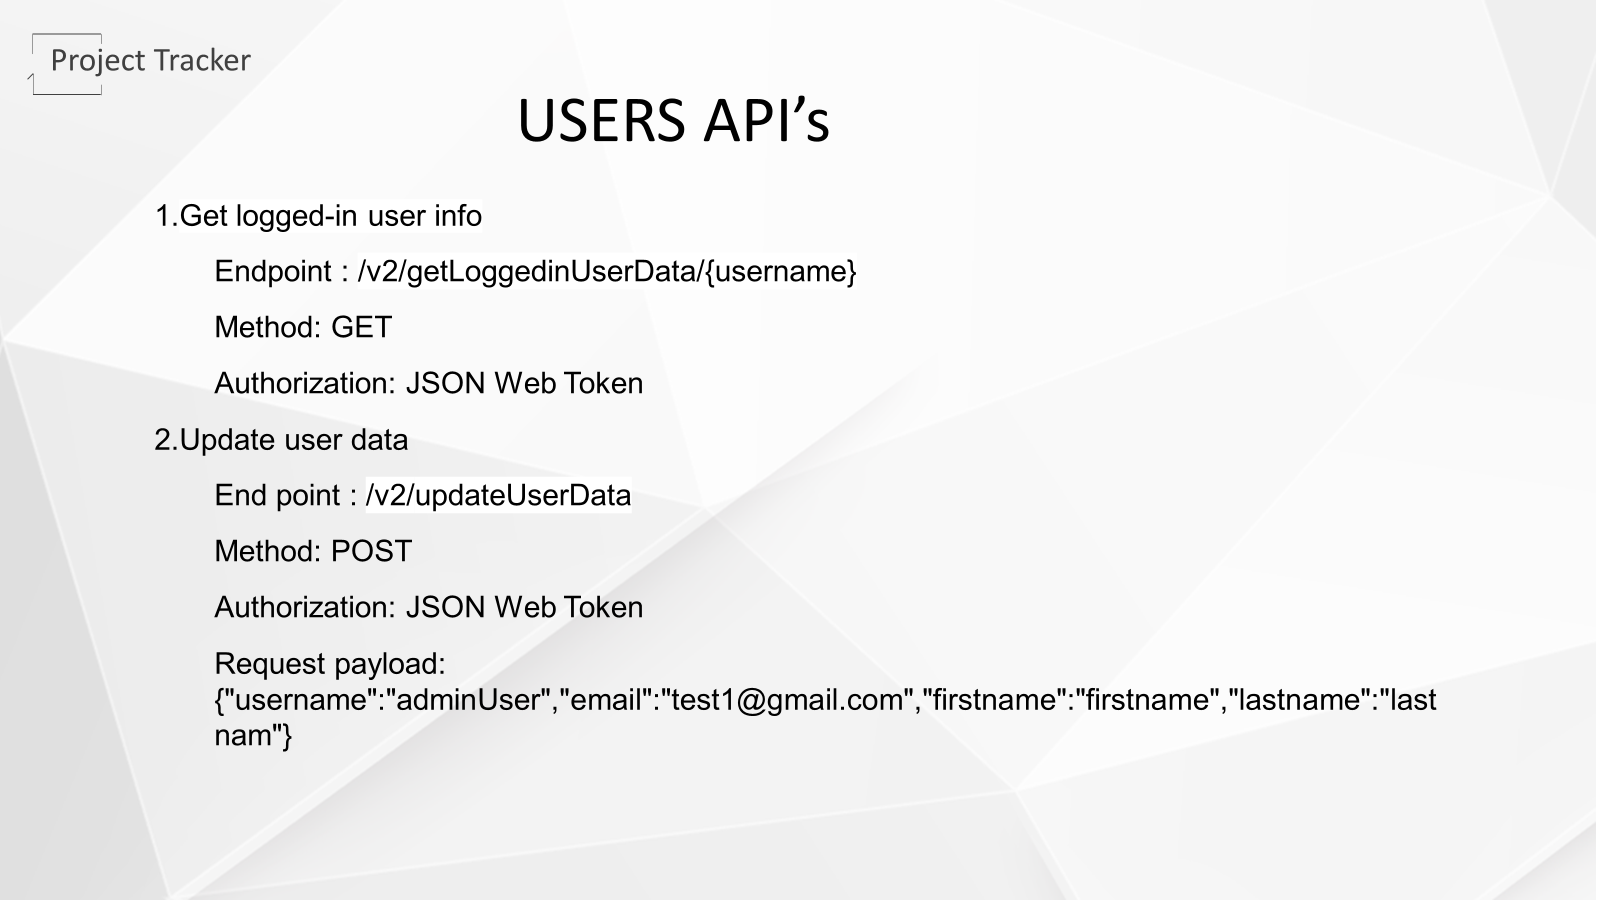 Project Tracker
USERS API’s
1.Get logged-in user info
Endpoint : /v2/getLoggedinUserData/{username}
Method: GET
Authorization: JSON Web Token
2.Update user data
End point : /v2/updateUserData
Method: POST
Authorization: JSON Web Token
Request payload:
{"username":"adminUser","email":"test1@gmail.com","firstname":"firstname","lastname":"last
nam"}